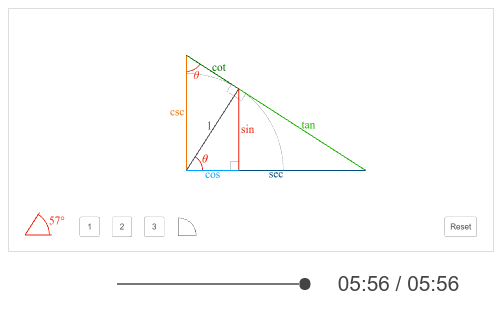 cot
θ
csc
tan
1
sin
θ
cos
sec
57°
1
2
3
Reset
05:56 / 05:56